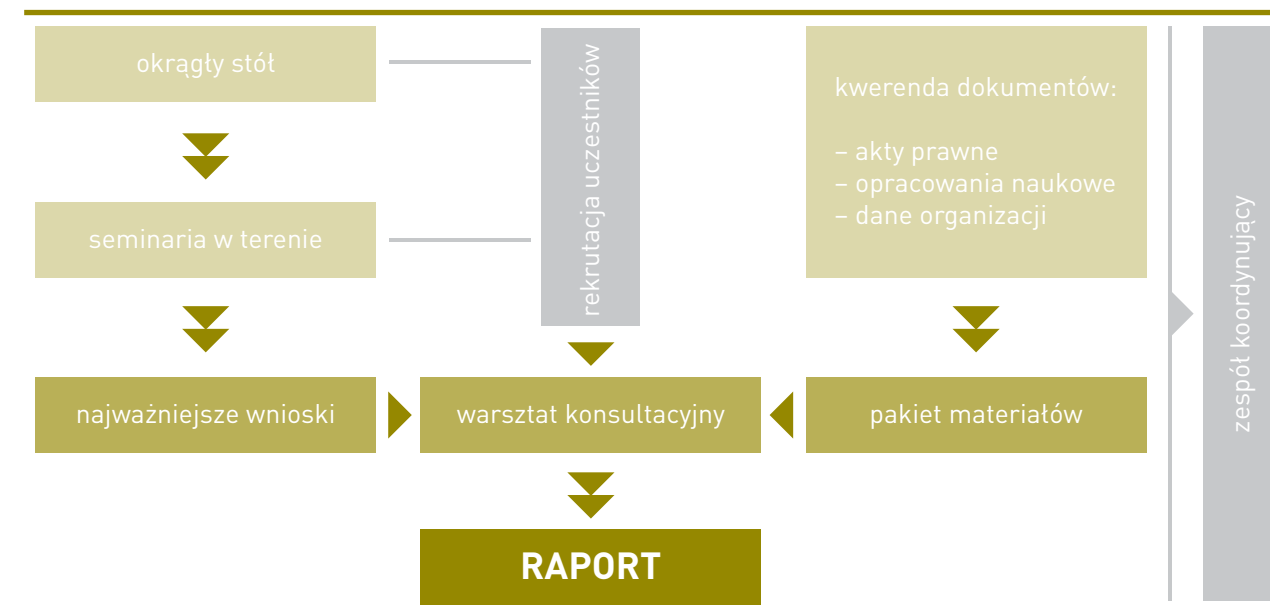 okrągły stół
seminaria w terenie
najważniejsze wnioski
rekrutacja uczestników
warsztat konsultacyjny
RAPORT
kwerenda dokumentów:
– akty prawne
– opracowania naukowe
– dane organizacji
pakiet materiałów
zespół koordynujący